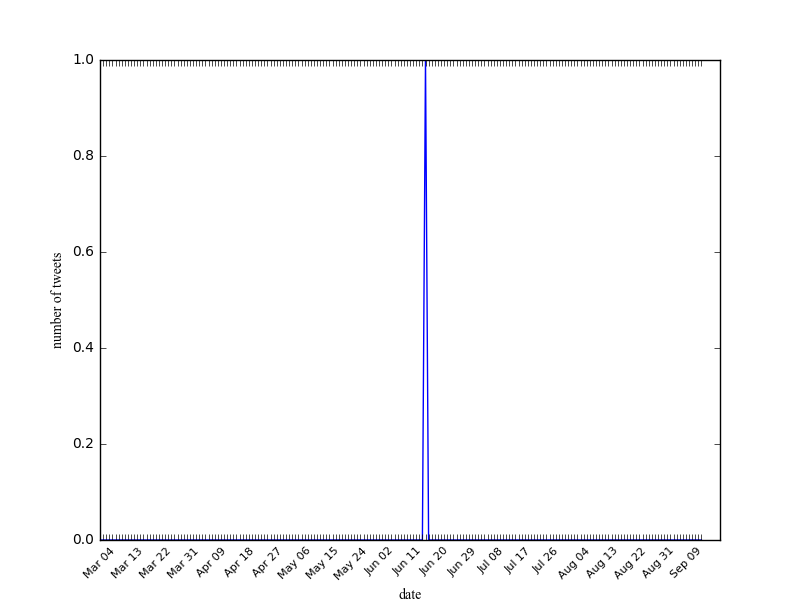 1.0
0.8
0.6
0.4
0.2
0.0
number of tweets
Mar 04
Mar 13
Mar 22
Mar 31
Apr 09
Apr 18
Apr 27
May 06
May 15
May 24
Jun 02
Jun 11
Jun 20
Jun 29
Jul 08
Jul 17
Jul 26
Aug 04
Aug 13
Aug 22
Aug 31
Sep 09
date